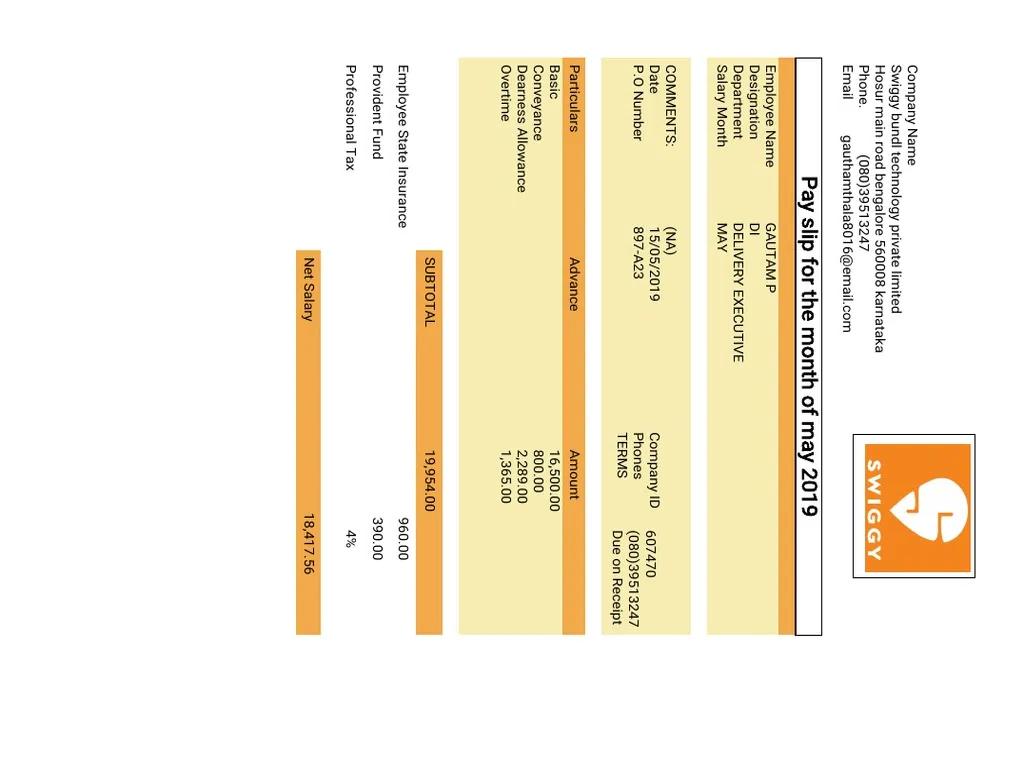 Company Name
Swiggy bundl technology private limited
Hosur main road bengalore 560008 karnataka
Phone. (080)39513247
Email gauthamthala8016@email.com
SWIGGY
Pay slip for the month of may 2019
Employee Name GAUTAM P
Designation DI
Department DELIVERY EXECUTIVE
Salary Month MAY
COMMENTS: (NA)
Date 15/05/2019 Company ID 607470
P.O Number 897-A23 Phones (080)39513247
TERMS Due on Receipt
Particulars Advance Amount
Basic 16,500.00
Conveyance 800.00
Dearness Allowance 2,289.00
Overtime 1,365.00
SUBTOTAL 19,954.00
Employee State Insurance 960.00
Provident Fund 390.00
Professional Tax 4%
Net Salary 18,417.56